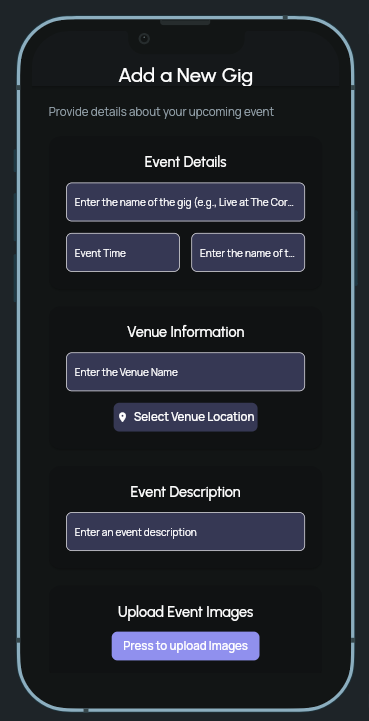 Add a New Gig
Provide details about your upcoming event
Event Details
Enter the name of the gig (e.g., Live at The Cor...
Event Time
Enter the name of t...
Venue Information
Enter the Venue Name
Select Venue Location
Event Description
Enter an event description
Upload Event Images
Press to upload Images